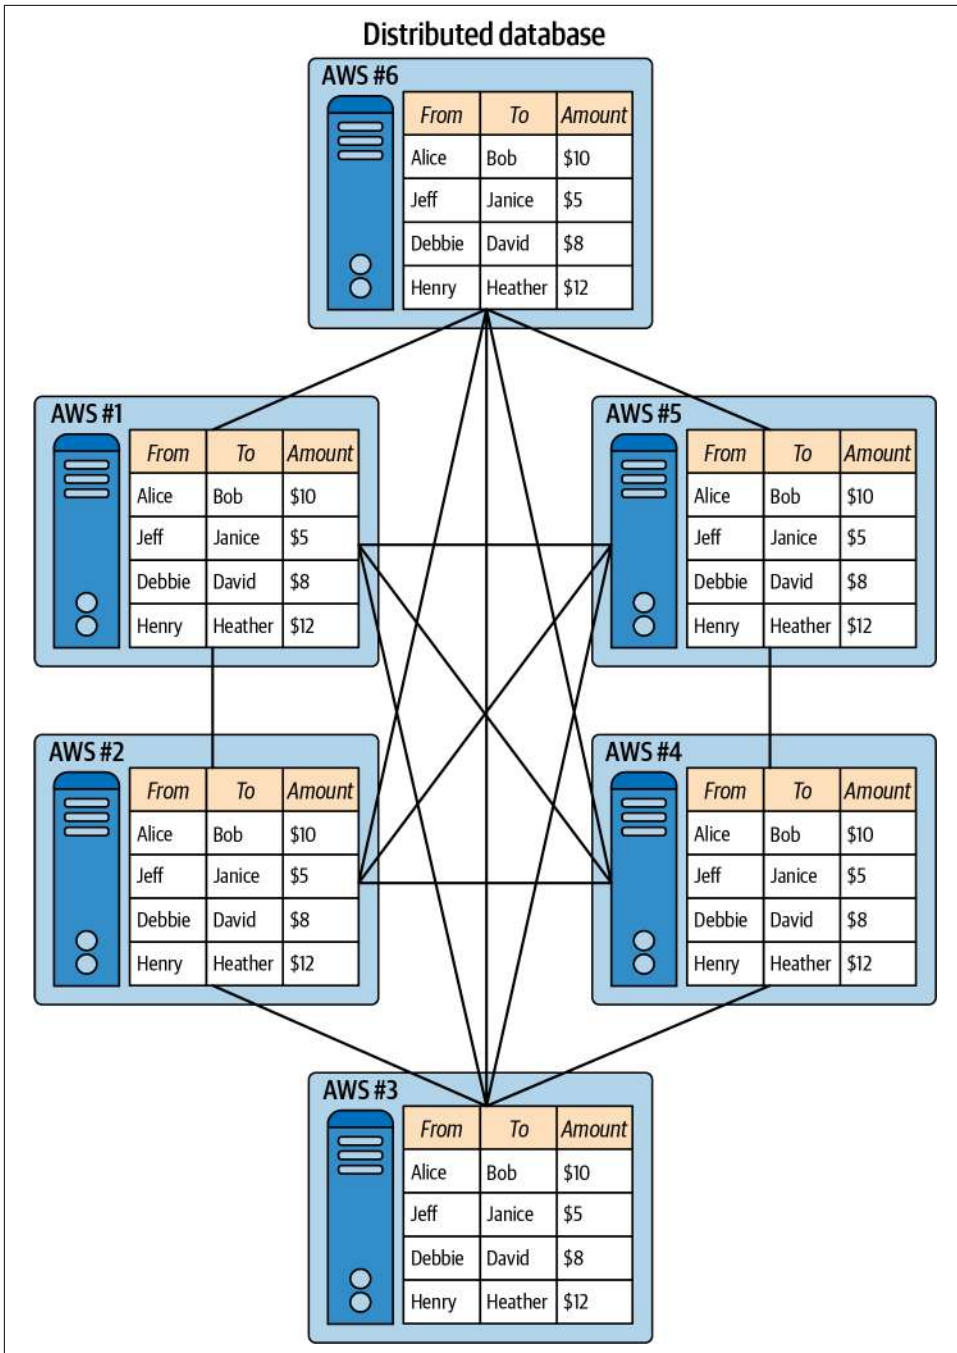 Distributed database
AWS #6
From To Amount
Alice Bob $10
Jeff Janice $5
Debbie David $8
Henry Heather $12
AWS #1
From To Amount
Alice Bob $10
Jeff Janice $5
Debbie David $8
Henry Heather $12
AWS #5
From To Amount
Alice Bob $10
Jeff Janice $5
Debbie David $8
Henry Heather $12
AWS #2
From To Amount
Alice Bob $10
Jeff Janice $5
Debbie David $8
Henry Heather $12
AWS #4
From To Amount
Alice Bob $10
Jeff Janice $5
Debbie David $8
Henry Heather $12
AWS #3
From To Amount
Alice Bob $10
Jeff Janice $5
Debbie David $8
Henry Heather $12